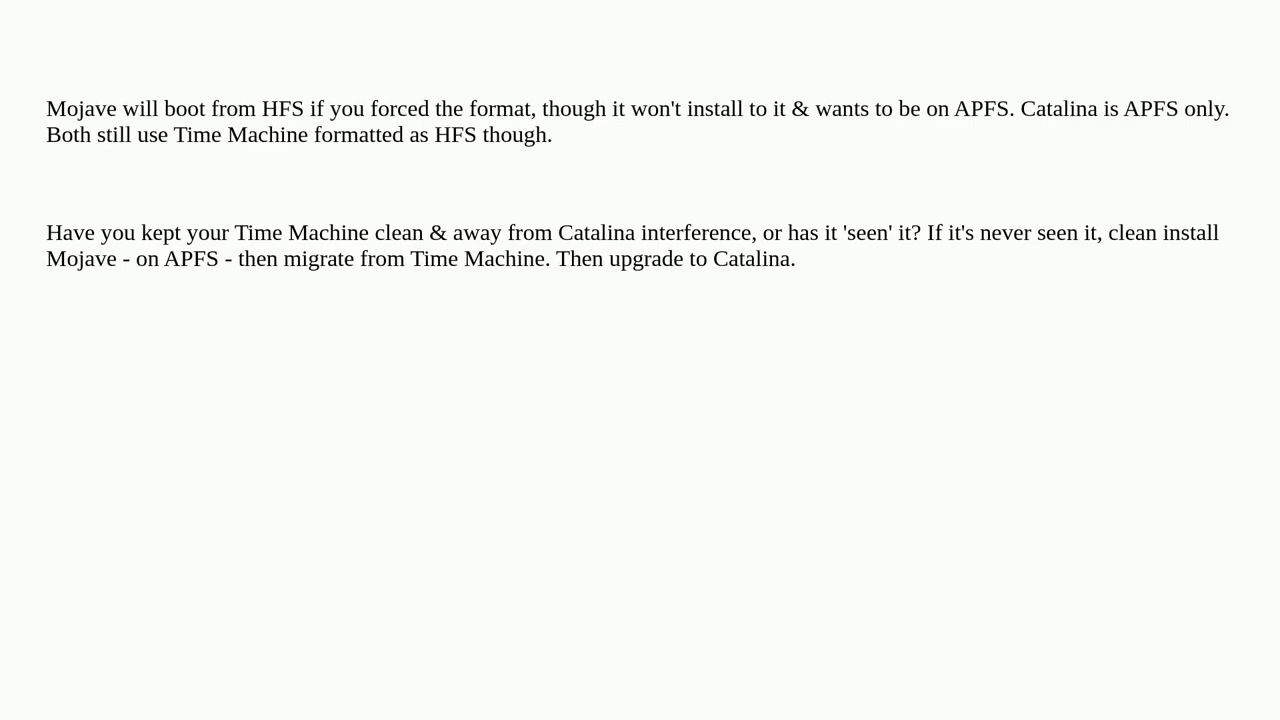 Mojave will boot from HFS if you forced the format, though it won't install to it & wants to be on APFS. Catalina is APFS only.
Both still use Time Machine formatted as HFS though.
Have you kept your Time Machine clean & away from Catalina interference, or has it 'seen' it? If it's never seen it, clean install
Mojave - on APFS - then migrate from Time Machine. Then upgrade to Catalina.